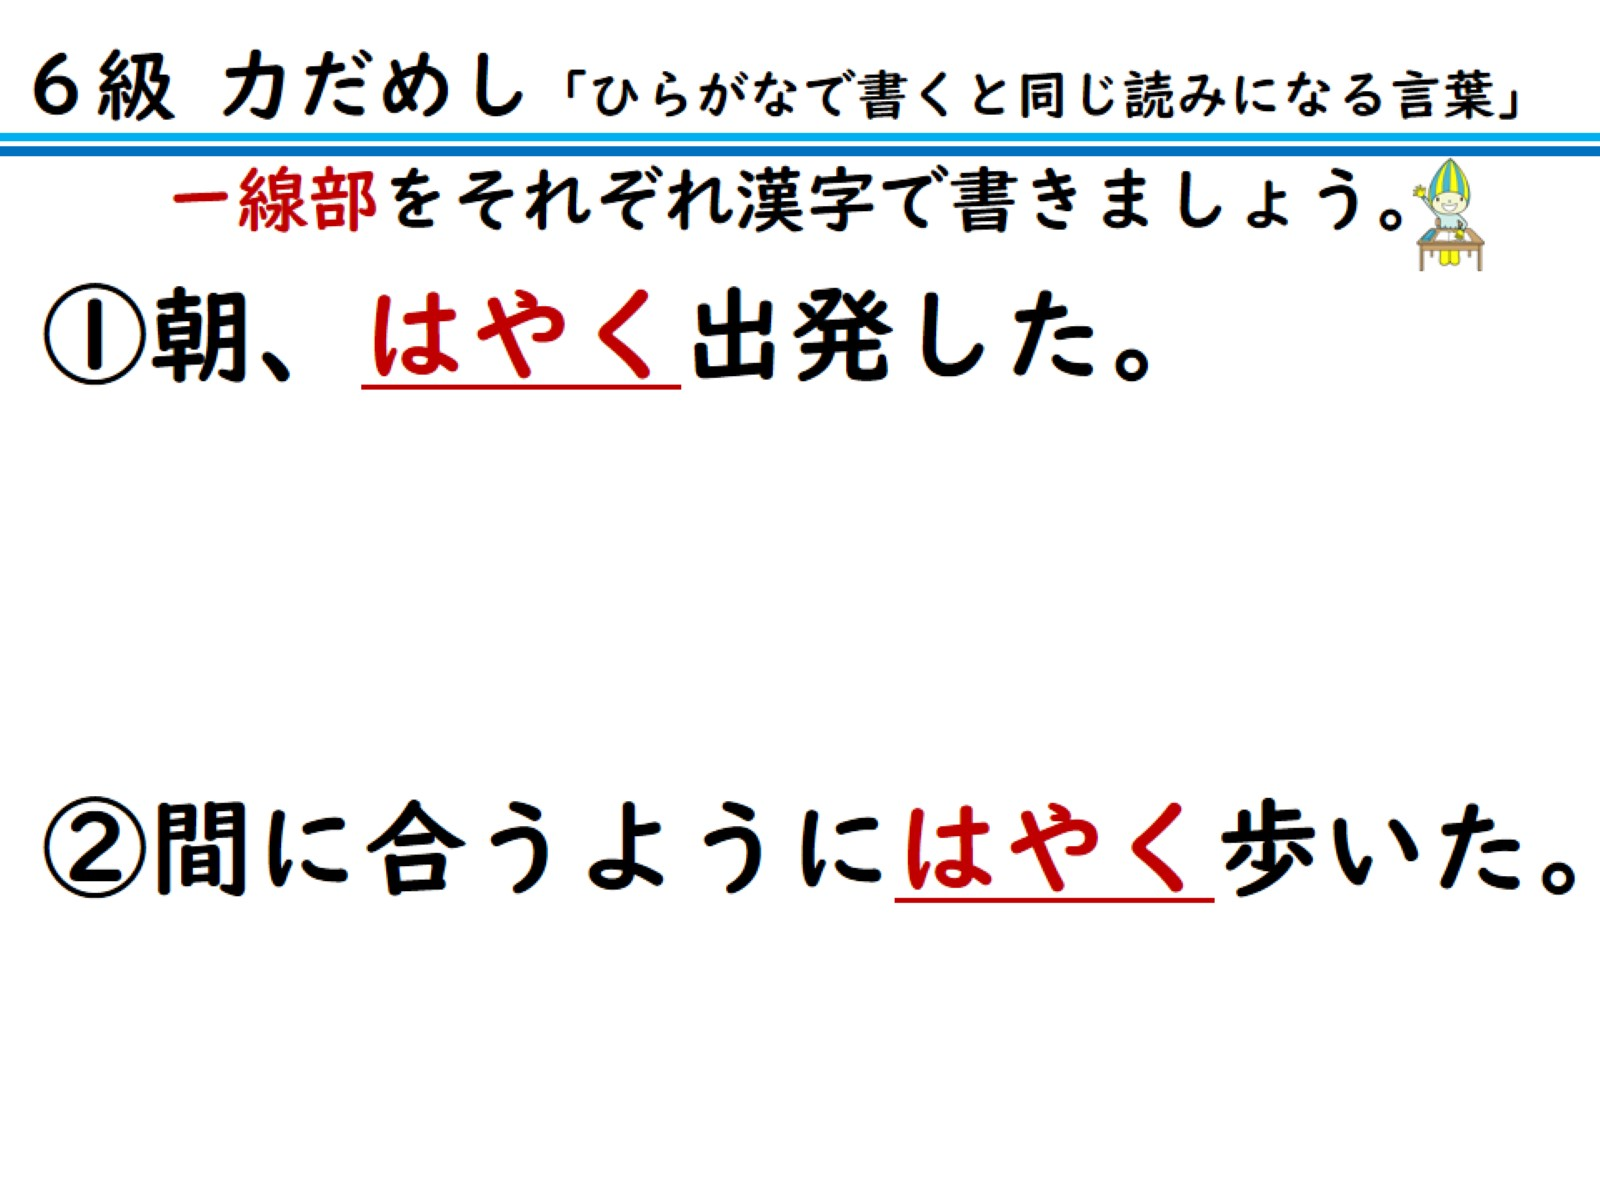 ６級 力だめし「ひらがなで書くと同じ読みになる言葉」
ー線部をそれぞれ漢字で書きましょう。
①朝、はやく出発した。
②間に合うようにはやく歩いた。